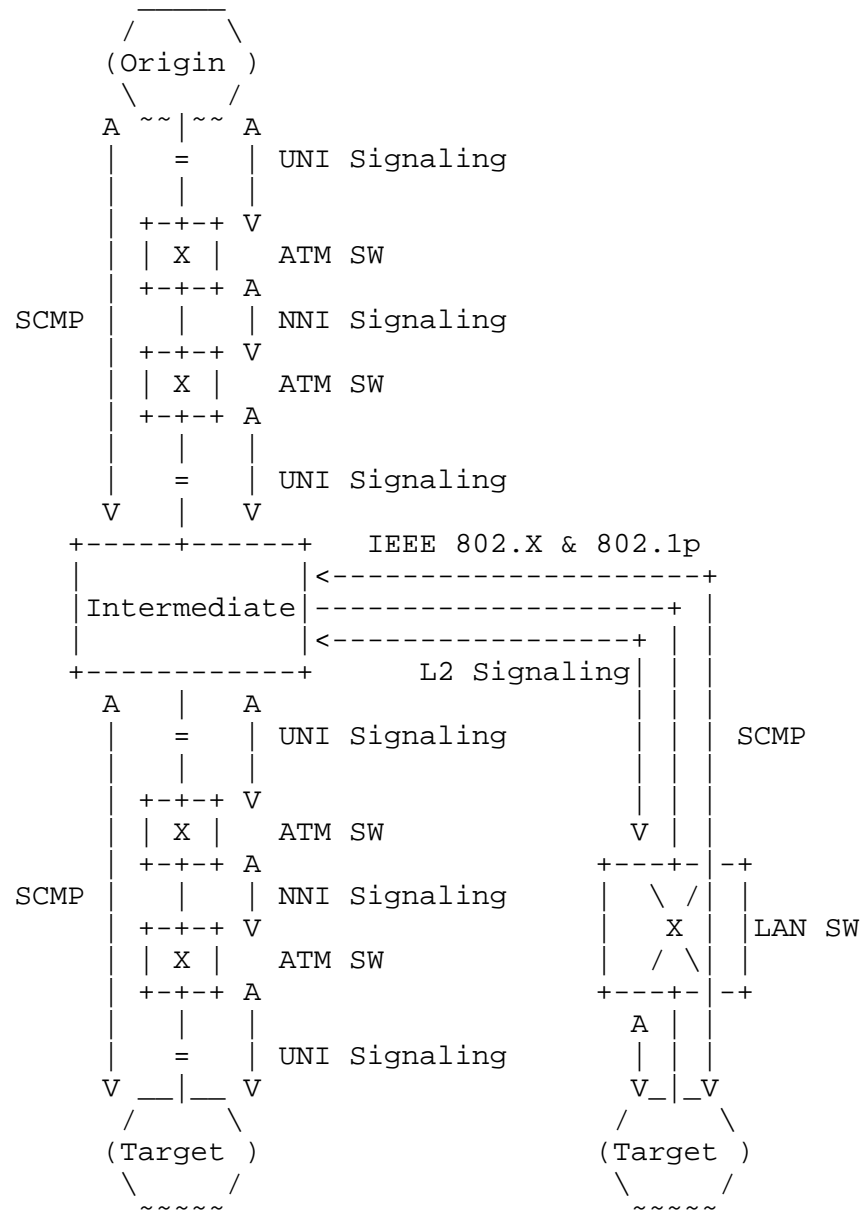 (Origin )
A A
= UNI Signaling
V
X ATM SW
A
SCMP NNI Signaling
V
X ATM SW
A
= UNI Signaling
V V
IEEE 802.X & 802.1p
Intermediate
L2 Signaling
A A
= UNI Signaling SCMP
V
X ATM SW V
A
SCMP NNI Signaling
V X LAN SW
X ATM SW
A
A
= UNI Signaling
V V V V
(Target ) (Target )